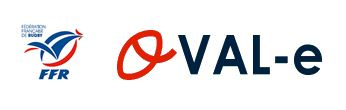 FÉDÉRATION
FRANÇAISE
DE RUGBY
FFR
OVAL-e